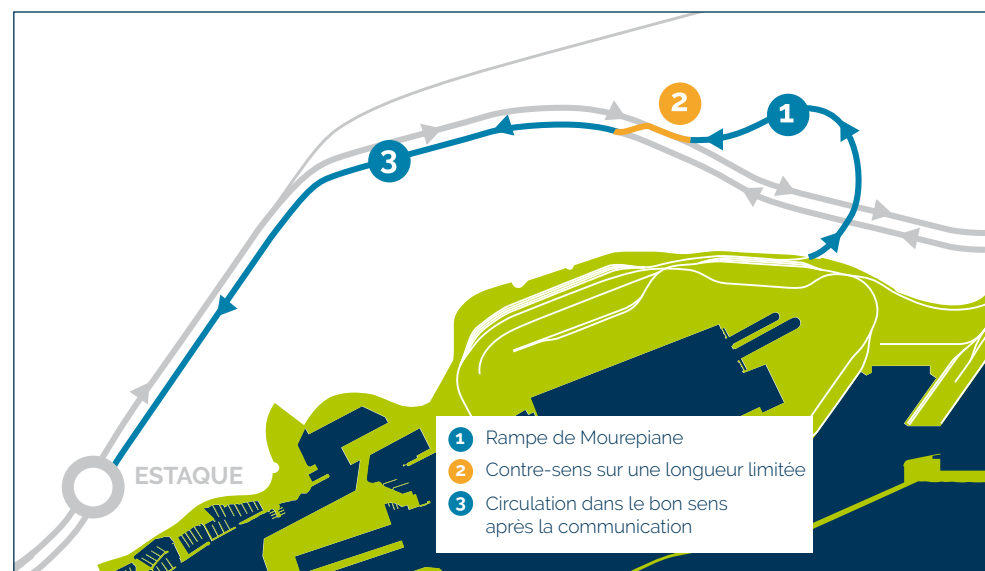 2
1
3
ESTAQUE
1 Rampe de Mourepiane
2 Contre-sens sur une longueur limitée
3 Circulation dans le bon sens
après la communication